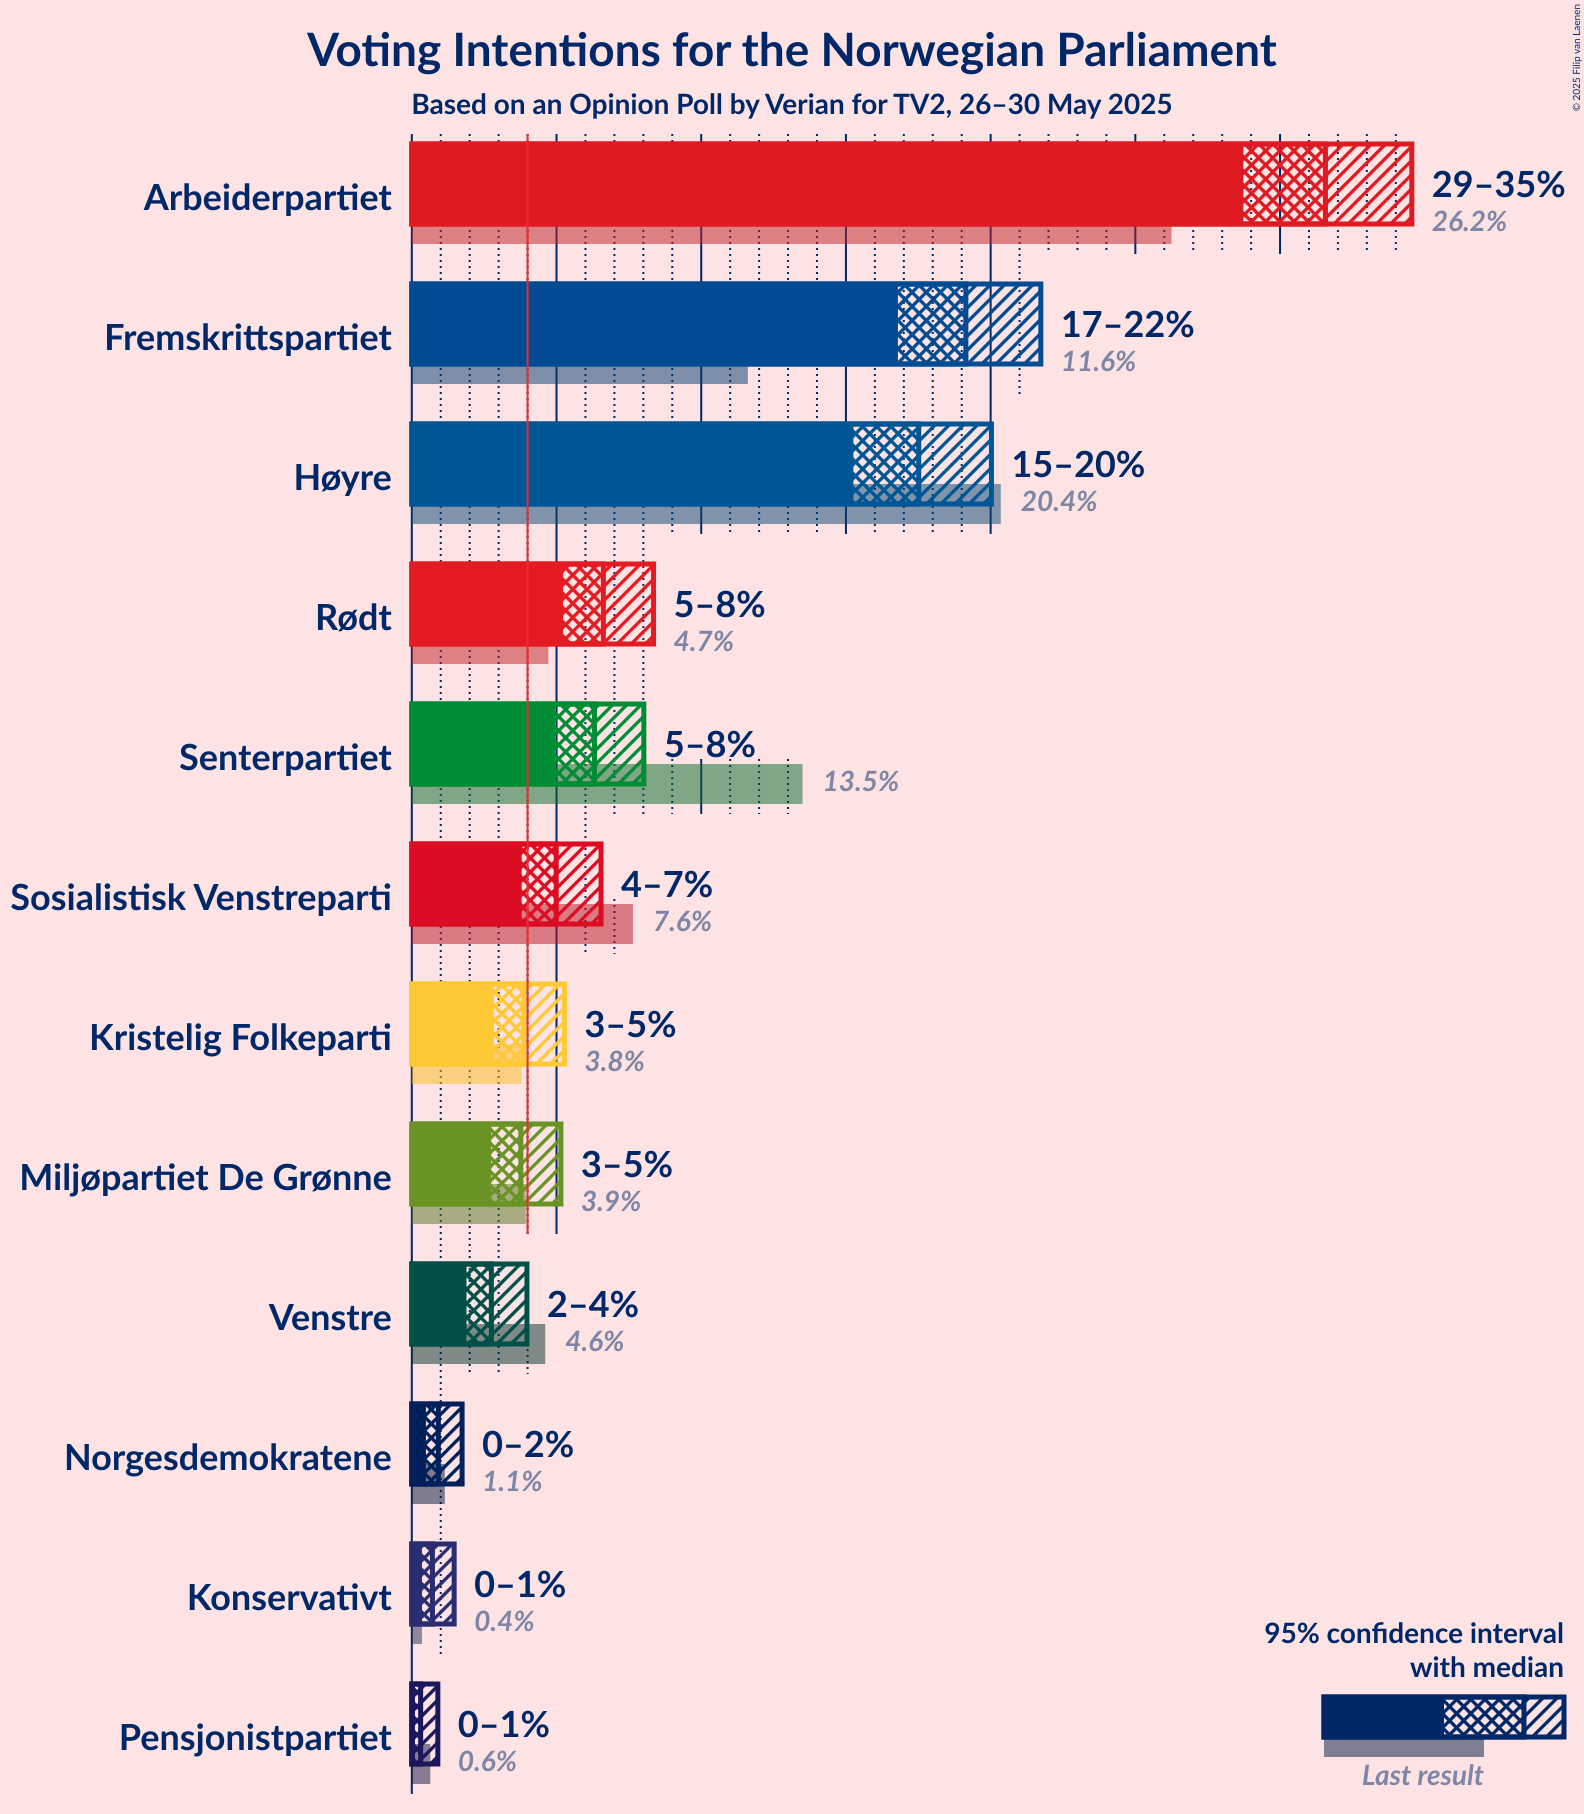 © 2025 Filip van Laenen
Voting Intentions for the Norwegian Parliament
Based on an Opinion Poll by Verian for TV2, 26–30 May 2025
Arbeiderpartiet
29–35%
26.2%
Fremskrittspartiet
17–22%
11.6%
Høyre
15–20%
20.4%
Rødt
5–8%
4.7%
Senterpartiet
5–8%
13.5%
Sosialistisk Venstreparti
4–7%
7.6%
Kristelig Folkeparti
3–5%
3.8%
Miljøpartiet De Grønne
3–5%
3.9%
Venstre
2–4%
4.6%
Norgesdemokratene
0–2%
1.1%
Konservativt
0–1%
0.4%
Pensjonistpartiet
0–1%
0.6%
95% confidence interval
with median
Last result